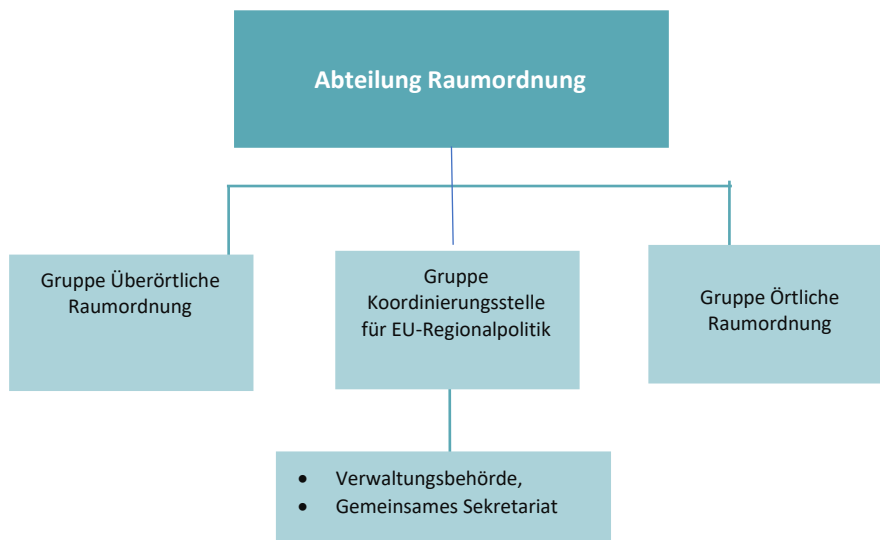 Abteilung Raumordnung
Gruppe Überörtliche
Raumordnung
Gruppe
Koordinierungsstelle
für EU-Regionalpolitik
Gruppe Örtliche
Raumordnung
• Verwaltungsbehörde,
• Gemeinsames Sekretariat